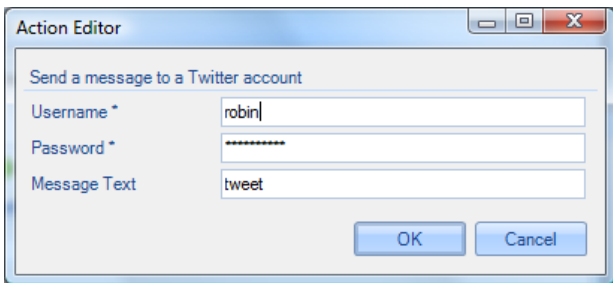 Action Editor
Send a message to a Twitter account
Username * robin
Password * **********
Message Text tweet
OK Cancel